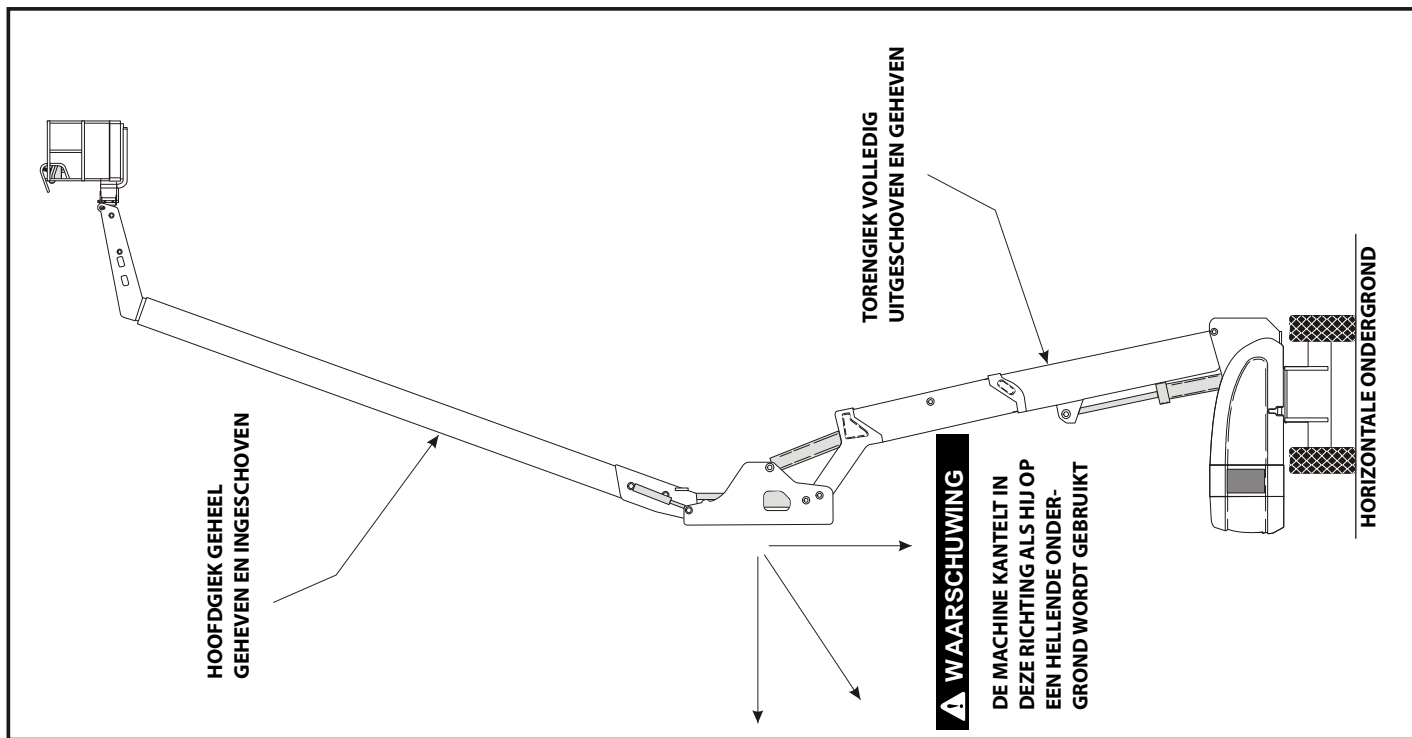 HOOFDGIEK GEHEEL
GEHEVEN EN INGESCHOVEN
TORENGIEK VOLLEDIG
UITGESCHOVEN EN GEHEVEN
WAARSCHUWING
DE MACHINE KANTELT IN
DEZE RICHTING ALS HIJ OP
EEN HELLENDE ONDER-
GROND WORDT GEBRUIKT
HORIZONTALE ONDERGROND